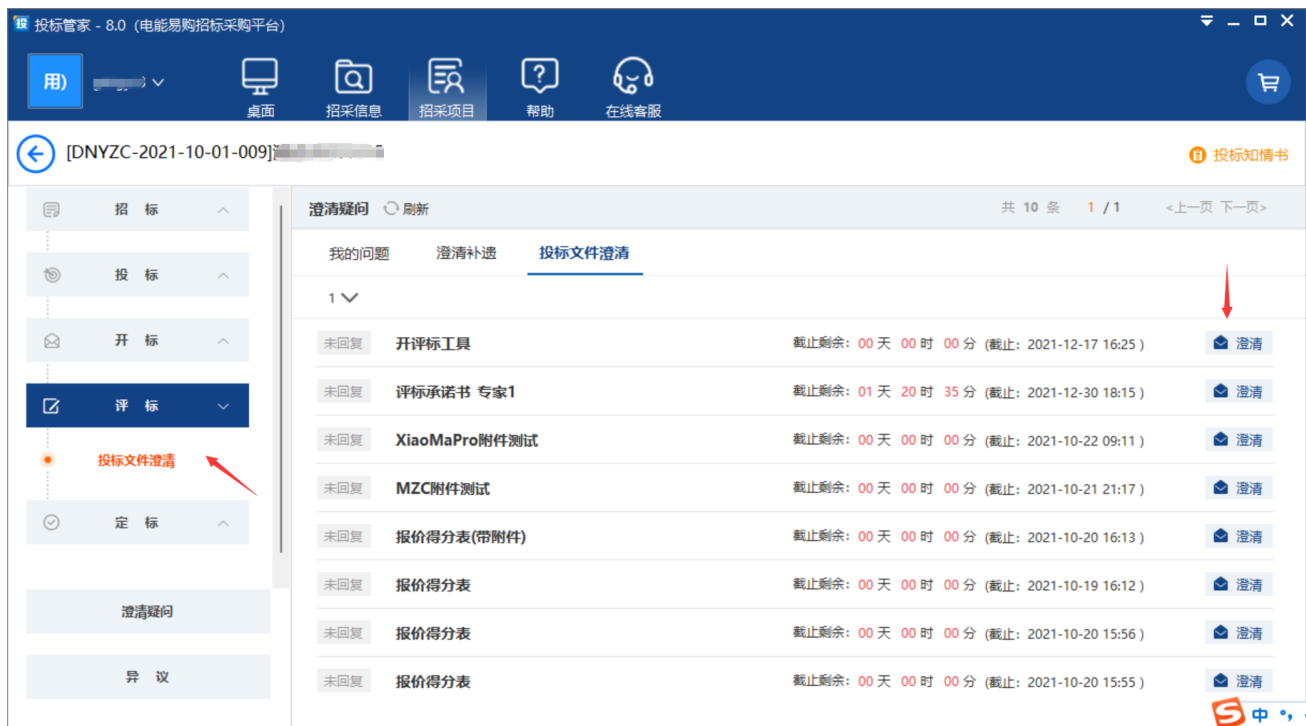 投标管家 - 8.0（电能易购招标采购平台）
用)
桌面
招采信息
招采项目
帮助
在线客服
[DNYZC-2021-10-01-009]
投标知情书
招 标
投 标
开 标
评 标
投标文件澄清
定 标
澄清疑问
异 议
澄清疑问 刷新 共 10 条 1 / 1 <上一页 下一页>
我的问题 澄清补遗 投标文件澄清
1
未回复 开评标工具 截止剩余：00 天 00 时 00 分 (截止：2021-12-17 16:25 ) 澄清
未回复 评标承诺书 专家1 截止剩余：01 天 20 时 35 分 (截止：2021-12-30 18:15 ) 澄清
未回复 XiaoMaPro附件测试 截止剩余：00 天 00 时 00 分 (截止：2021-10-22 09:11 ) 澄清
未回复 MZC附件测试 截止剩余：00 天 00 时 00 分 (截止：2021-10-21 21:17 ) 澄清
未回复 报价得分表(带附件) 截止剩余：00 天 00 时 00 分 (截止：2021-10-20 16:13 ) 澄清
未回复 报价得分表 截止剩余：00 天 00 时 00 分 (截止：2021-10-19 16:12 ) 澄清
未回复 报价得分表 截止剩余：00 天 00 时 00 分 (截止：2021-10-20 15:56 ) 澄清
未回复 报价得分表 截止剩余：00 天 00 时 00 分 (截止：2021-10-20 15:55 ) 澄清
中 °,